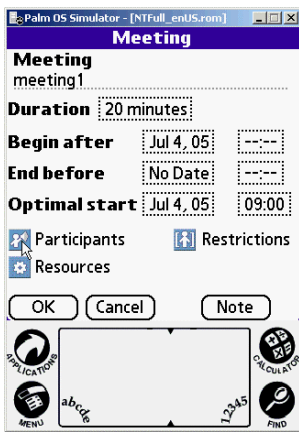 Palm OS Simulator - [NTFull_enUS.rom]
Meeting
Meeting
meeting1
Duration 20 minutes
Begin after Jul 4, 05 --:--
End before No Date --:--
Optimal start Jul 4, 05 09:00
Participants Restrictions
Resources
OK Cancel Note
APPLICATIONS CALCULATOR
MENU abcde 12345 FIND